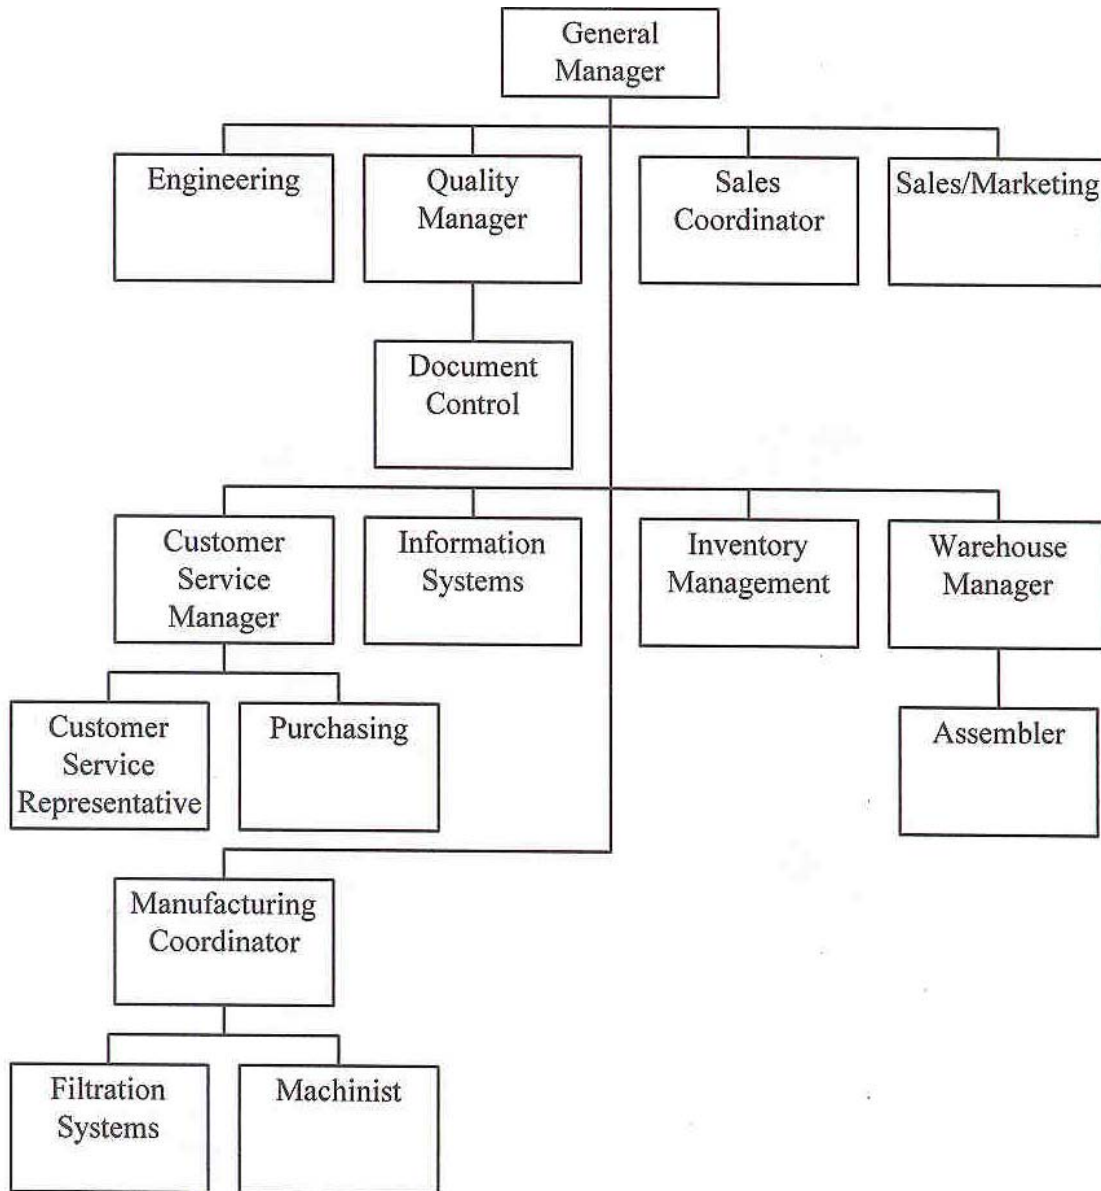 General
Manager
Engineering
Quality
Manager
Sales
Coordinator
Sales/Marketing
Document
Control
Customer
Service
Manager
Information
Systems
Inventory
Management
Warehouse
Manager
Customer
Service
Representative
Purchasing
Assembler
Manufacturing
Coordinator
Filtration
Systems
Machinist